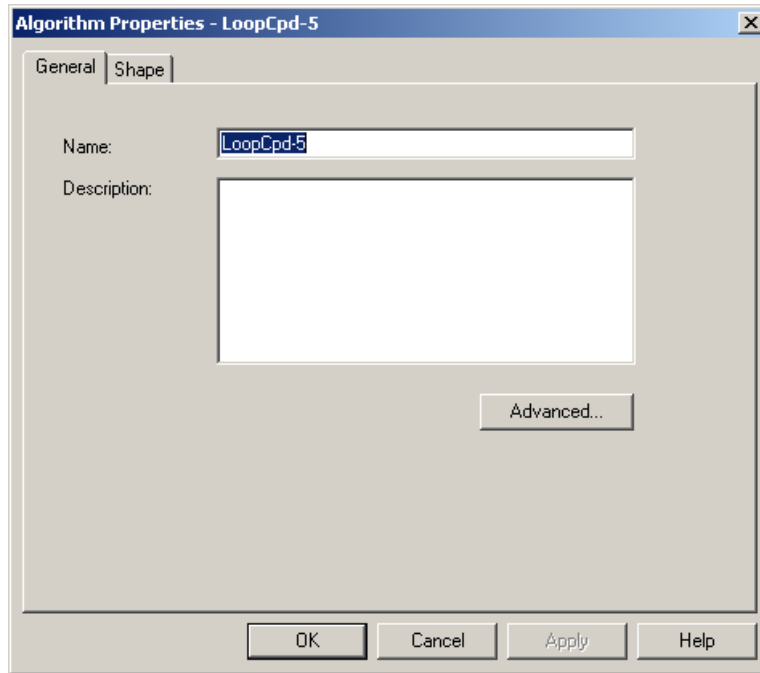 Algorithm Properties - LoopCpd-5
General Shape
Name: LoopCpd-5
Description:
Advanced...
OK Cancel Apply Help